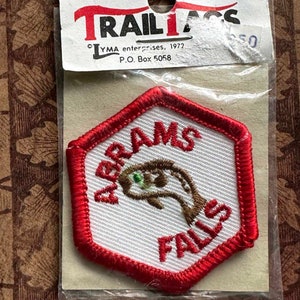 TRAIL TAGS
© LYMA enterprises, 1972
P.O. Box 5058
ABRAMS
FALLS